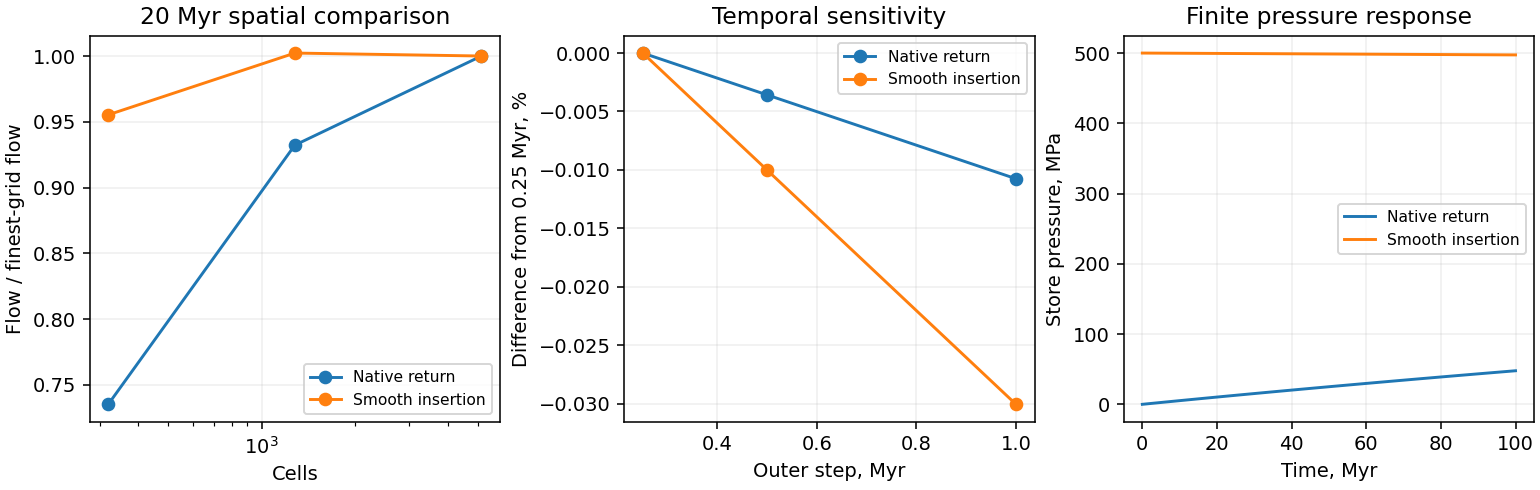 20 Myr spatial comparison
Flow / finest-grid flow
1.00
0.95
0.90
0.85
0.80
0.75
10³
Cells
Native return
Smooth insertion
Temporal sensitivity
Difference from 0.25 Myr, %
0.000
−0.005
−0.010
−0.015
−0.020
−0.025
−0.030
0.4 0.6 0.8 1.0
Outer step, Myr
Native return
Smooth insertion
Finite pressure response
Store pressure, MPa
500
400
300
200
100
0
0 20 40 60 80 100
Time, Myr
Native return
Smooth insertion